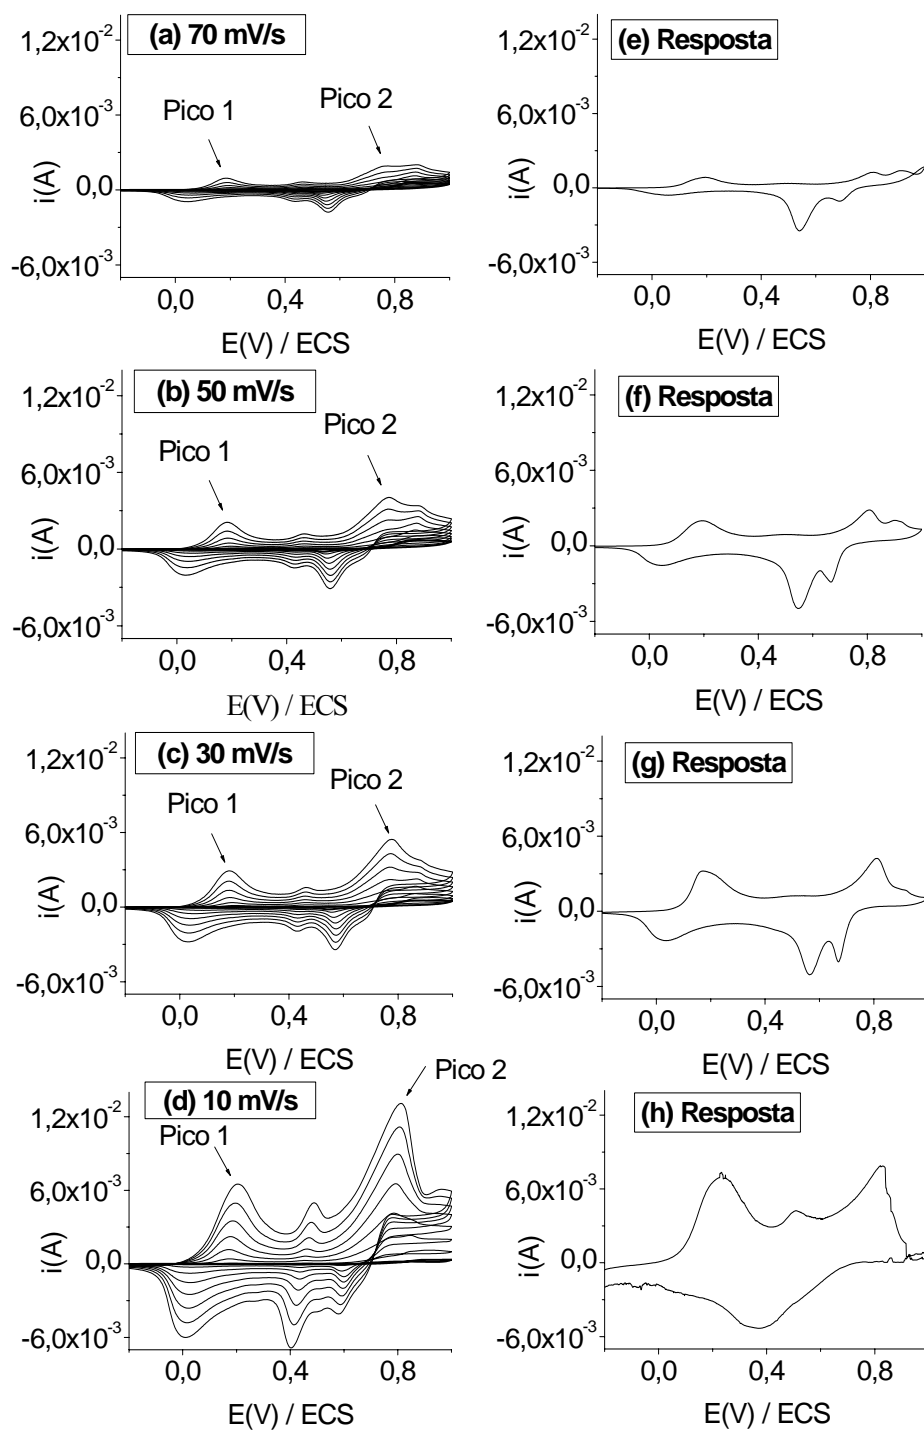 (a) 70 mV/s
1,2x10⁻²
6,0x10⁻³
0,0
-6,0x10⁻³
i(A)
Pico 1
Pico 2
0,0 0,4 0,8
E(V) / ECS
(e) Resposta
1,2x10⁻²
6,0x10⁻³
0,0
-6,0x10⁻³
i(A)
0,0 0,4 0,8
E(V) / ECS
(b) 50 mV/s
1,2x10⁻²
6,0x10⁻³
0,0
-6,0x10⁻³
i(A)
Pico 1
Pico 2
0,0 0,4 0,8
E(V) / ECS
(f) Resposta
1,2x10⁻²
6,0x10⁻³
0,0
-6,0x10⁻³
i(A)
0,0 0,4 0,8
E(V) / ECS
(c) 30 mV/s
1,2x10⁻²
6,0x10⁻³
0,0
-6,0x10⁻³
i(A)
Pico 1
Pico 2
0,0 0,4 0,8
E(V) / ECS
(g) Resposta
1,2x10⁻²
6,0x10⁻³
0,0
-6,0x10⁻³
i(A)
0,0 0,4 0,8
E(V) / ECS
(d) 10 mV/s
1,2x10⁻²
6,0x10⁻³
0,0
-6,0x10⁻³
i(A)
Pico 1
Pico 2
0,0 0,4 0,8
E(V) / ECS
(h) Resposta
1,2x10⁻²
6,0x10⁻³
0,0
-6,0x10⁻³
i(A)
0,0 0,4 0,8
E(V) / ECS